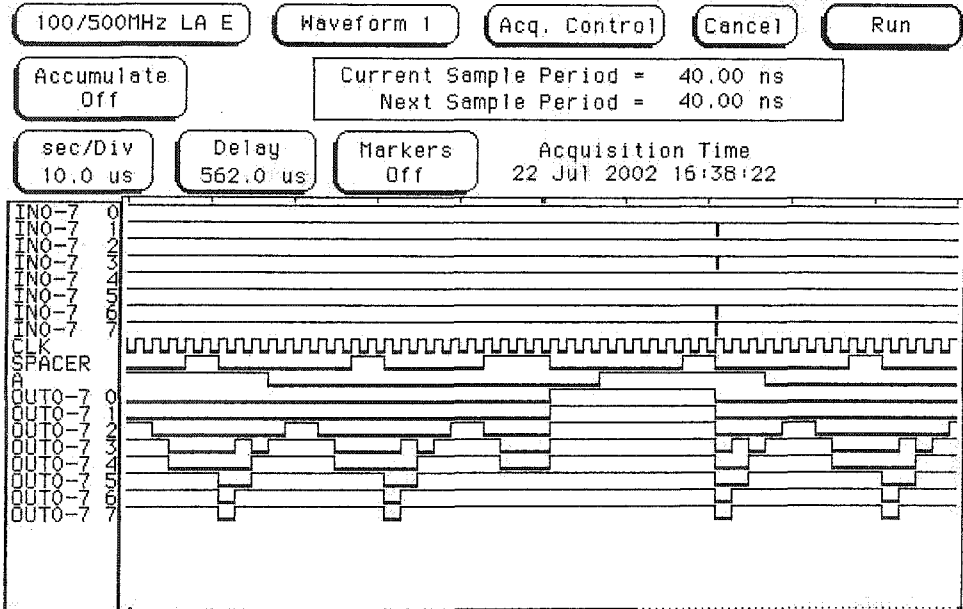 100/500MHz LA E Waveform 1 Acq. Control Cancel Run
Accumulate Off
Current Sample Period = 40.00 ns
Next Sample Period = 40.00 ns
sec/Div 10.0 us
Delay 562.0 us
Markers Off
Acquisition Time
22 Jul 2002 16:38:22
IN0-7 0
IN0-7 1
IN0-7 2
IN0-7 3
IN0-7 4
IN0-7 5
IN0-7 6
IN0-7 7
CLK
SPACER
A
OUT0-7 0
OUT0-7 1
OUT0-7 2
OUT0-7 3
OUT0-7 4
OUT0-7 5
OUT0-7 6
OUT0-7 7